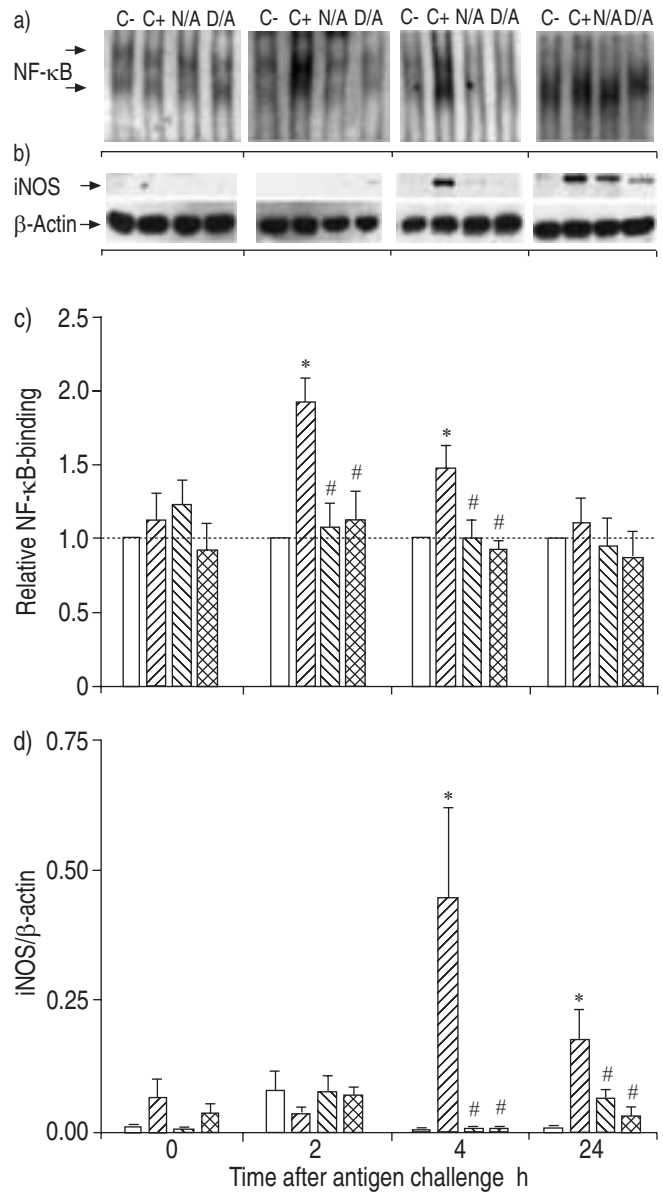 a) C- C+ N/A D/A C- C+ N/A D/A C- C+ N/A D/A C- C+ N/A D/A
NF-κB
b)
iNOS
β-Actin
c) 2.5
2.0
1.5
1.0
0.5
0
Relative NF-κB-binding
* # # * # #
d) 0.75
0.50
0.25
0.00
iNOS/β-actin
* # # * # #
0 2 4 24
Time after antigen challenge h